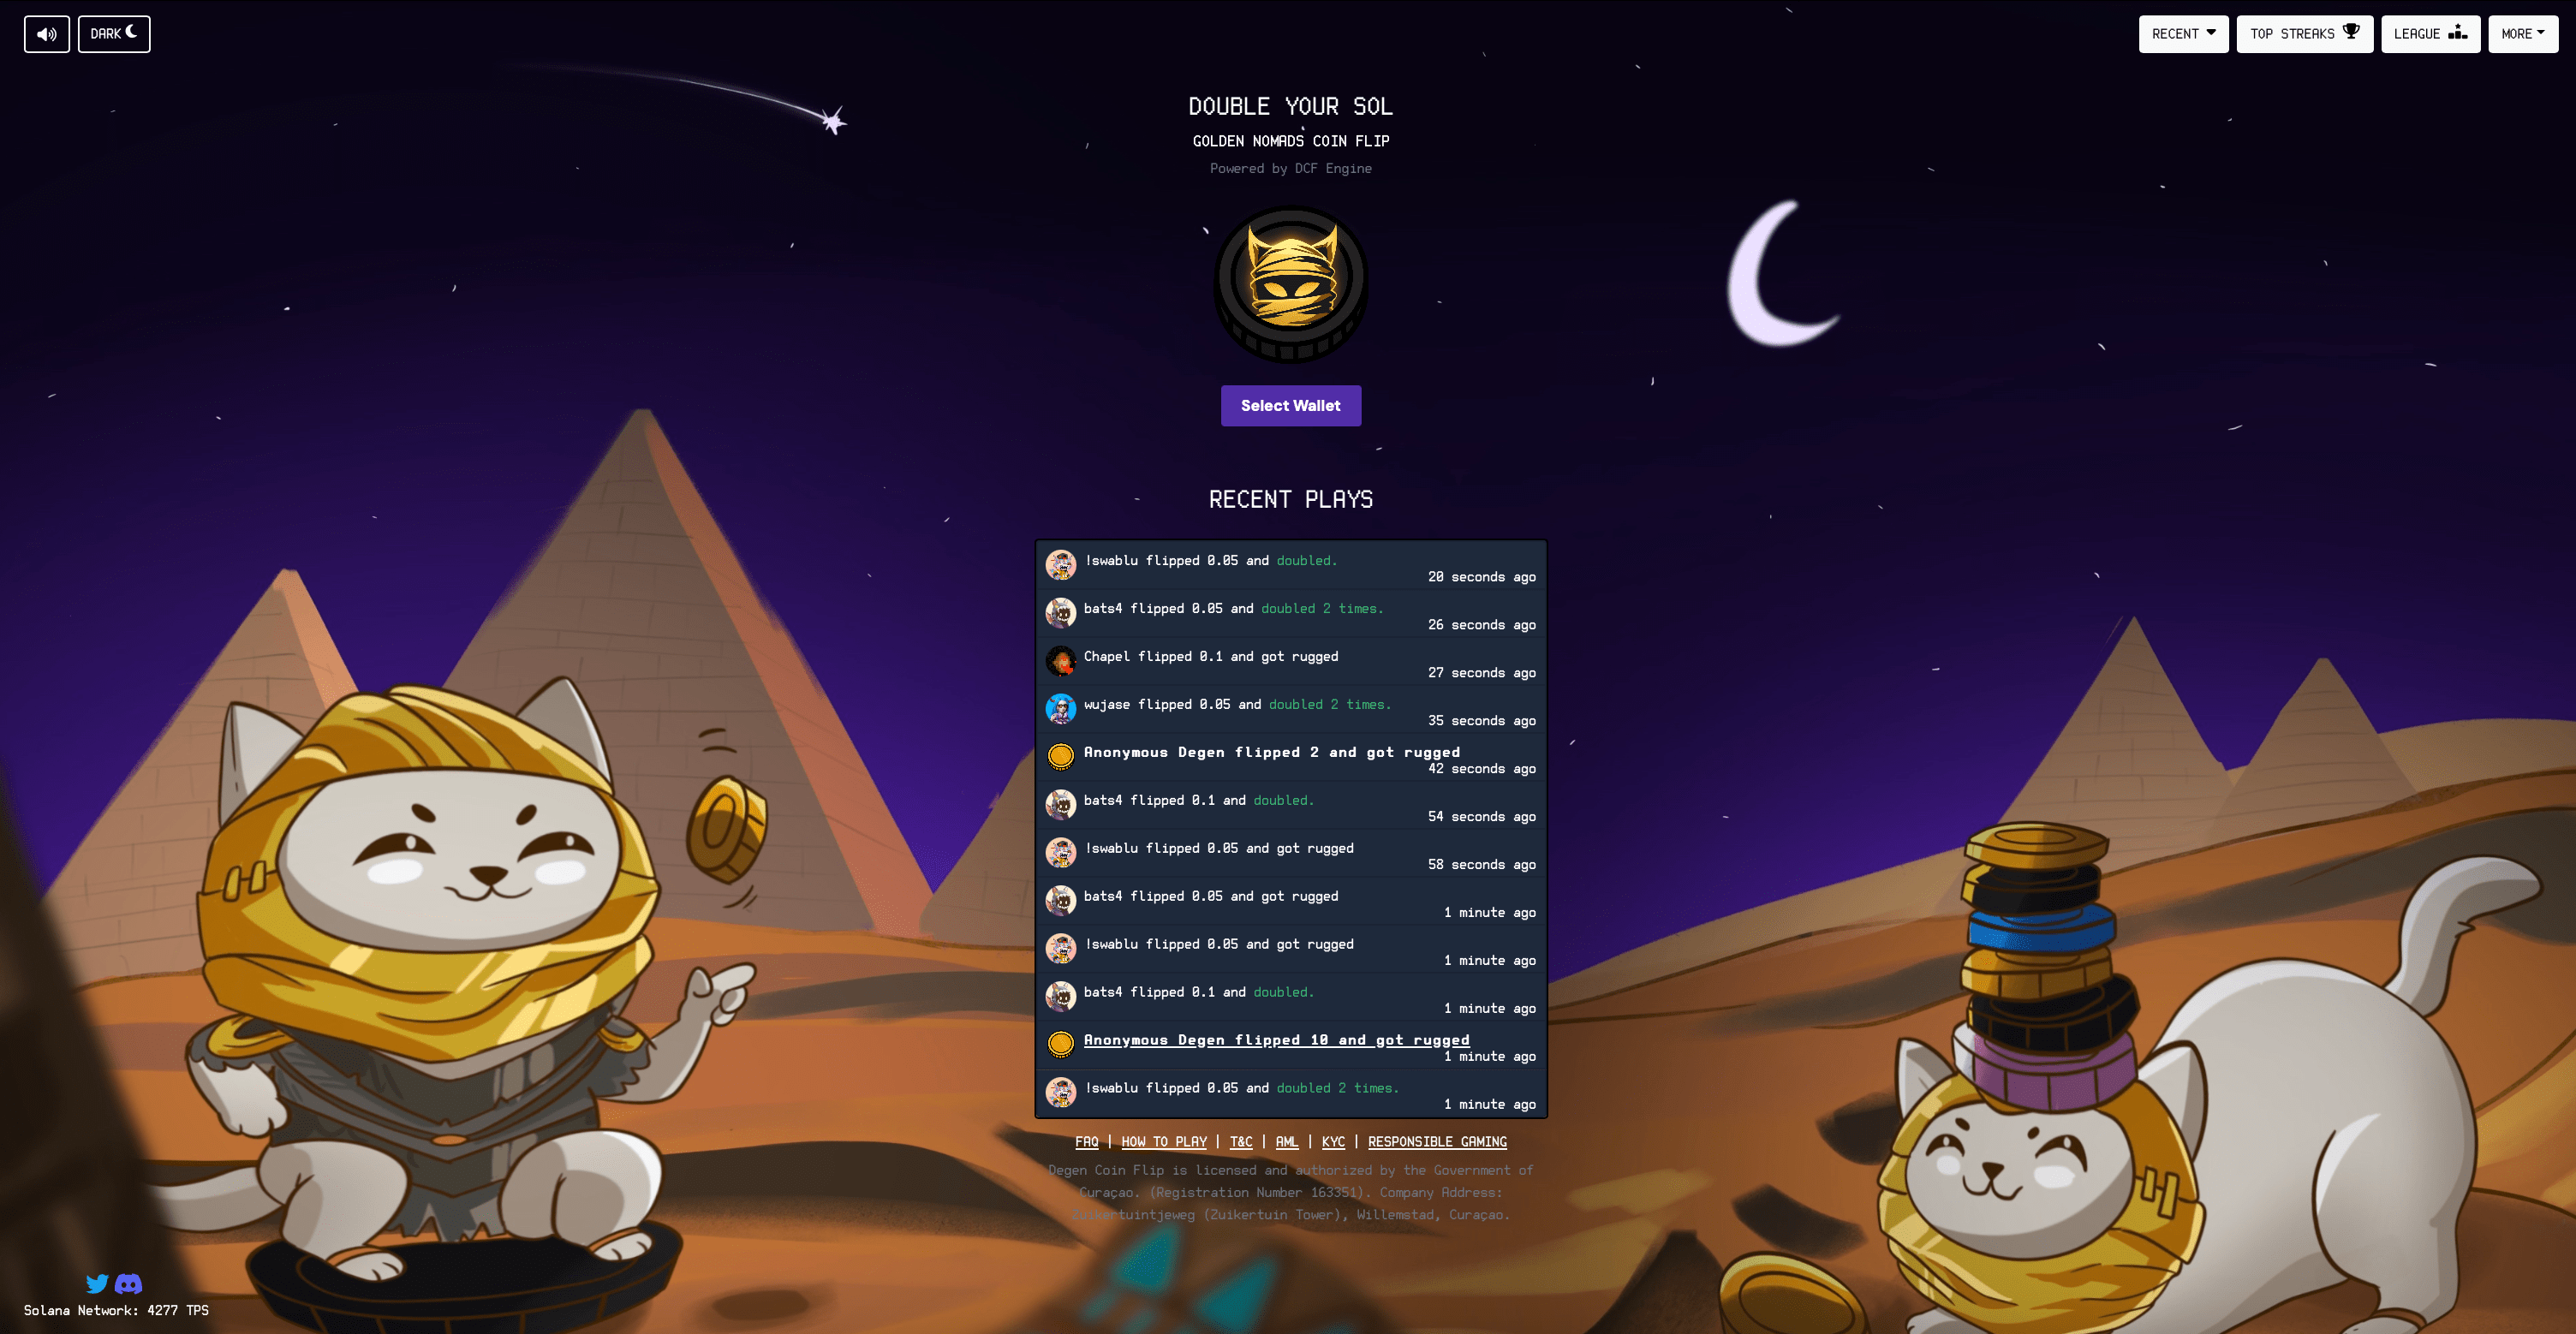 DARK
RECENT
TOP STREAKS
LEAGUE
MORE
DOUBLE YOUR SOL
GOLDEN NOMADS COIN FLIP
Powered by DCF Engine
Select Wallet
RECENT PLAYS
!swablu flipped 0.05 and doubled.
20 seconds ago
bats4 flipped 0.05 and doubled 2 times.
26 seconds ago
Chapel flipped 0.1 and got rugged
27 seconds ago
wujase flipped 0.05 and doubled 2 times.
35 seconds ago
Anonymous Degen flipped 2 and got rugged
42 seconds ago
bats4 flipped 0.1 and doubled.
54 seconds ago
!swablu flipped 0.05 and got rugged
58 seconds ago
bats4 flipped 0.05 and got rugged
1 minute ago
!swablu flipped 0.05 and got rugged
1 minute ago
bats4 flipped 0.1 and doubled.
1 minute ago
Anonymous Degen flipped 10 and got rugged
1 minute ago
!swablu flipped 0.05 and doubled 2 times.
1 minute ago
FAQ | HOW TO PLAY | T&C | AML | KYC | RESPONSIBLE GAMING
Degen Coin Flip is licensed and authorized by the Government of
Curaçao. (Registration Number 163351). Company Address:
Zuikertuintjeweg (Zuikertuin Tower), Willemstad, Curaçao.
Solana Network: 4277 TPS